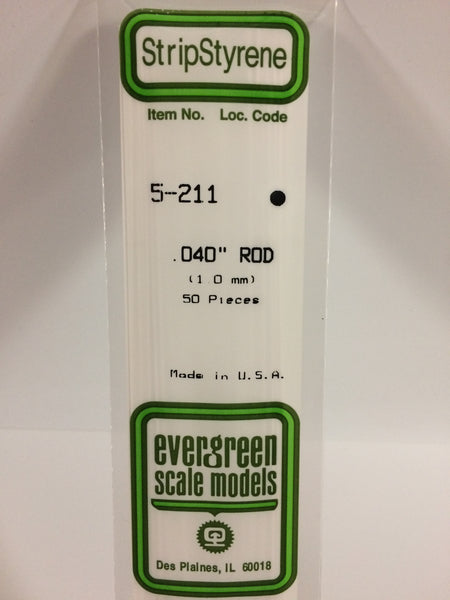 StripStyrene
Item No. Loc. Code
5-211
.040" ROD
(1.0 mm)
50 Pieces
Made in U.S.A.
evergreen
scale models
Des Plaines, IL 60018